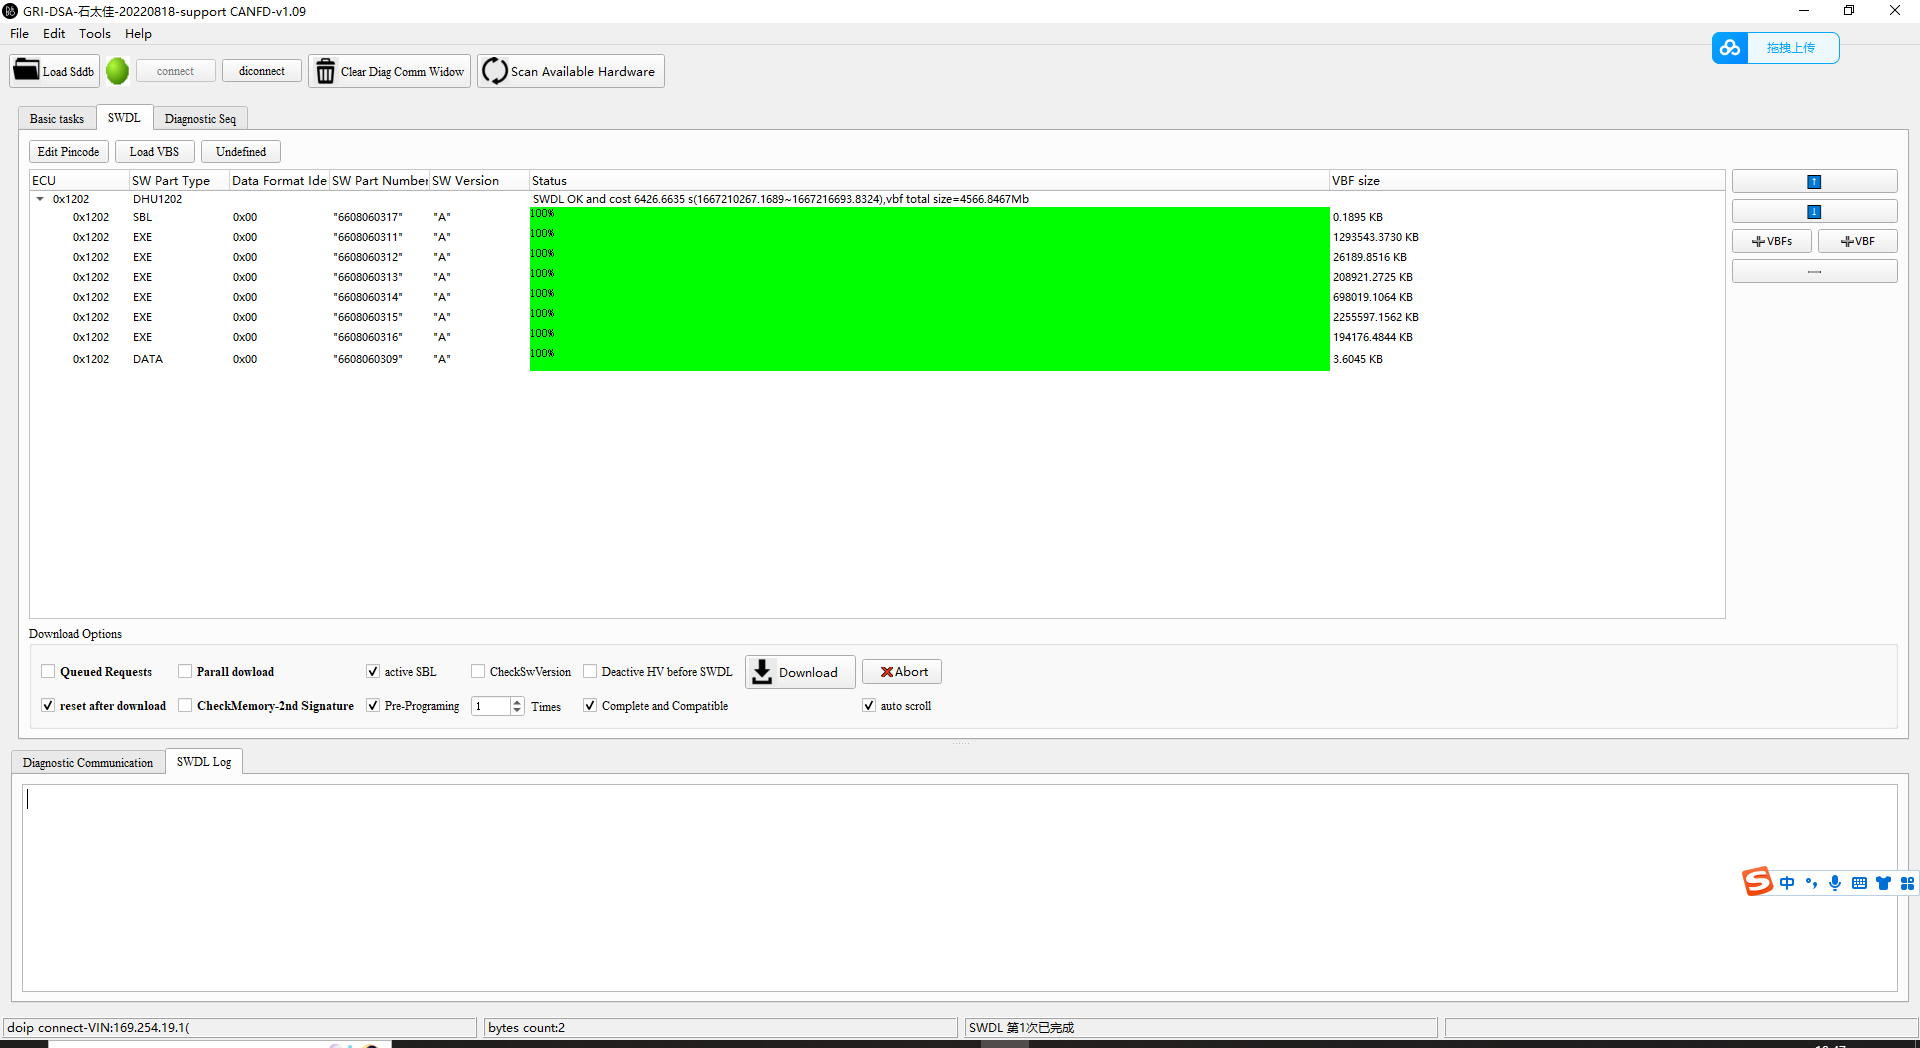 GRI-DSA-石太佳-20220818-support CANFD-v1.09
File Edit Tools Help
拖拽上传
Load Sddb connect diconnect Clear Diag Comm Widow Scan Available Hardware
Basic tasks SWDL Diagnostic Seq
Edit Pincode Load VBS Undefined
ECU SW Part Type Data Format Ide SW Part Number SW Version Status VBF size
0x1202 DHU1202 SWDL OK and cost 6426.6635 s(1667210267.1689~1667216693.8324),vbf total size=4566.8467Mb
0x1202 SBL 0x00 "6608060317" "A" 100% 0.1895 KB
0x1202 EXE 0x00 "6608060311" "A" 100% 1293543.3730 KB
0x1202 EXE 0x00 "6608060312" "A" 100% 26189.8516 KB
0x1202 EXE 0x00 "6608060313" "A" 100% 208921.2725 KB
0x1202 EXE 0x00 "6608060314" "A" 100% 698019.1064 KB
0x1202 EXE 0x00 "6608060315" "A" 100% 2255597.1562 KB
0x1202 EXE 0x00 "6608060316" "A" 100% 194176.4844 KB
0x1202 DATA 0x00 "6608060309" "A" 100% 3.6045 KB
VBFs VBF
Download Options
Queued Requests Parall dowload active SBL CheckSwVersion Deactive HV before SWDL Download Abort
reset after download CheckMemory-2nd Signature Pre-Programing 1 Times Complete and Compatible auto scroll
Diagnostic Communication SWDL Log
中
doip connect-VIN:169.254.19.1( bytes count:2 SWDL 第1次已完成